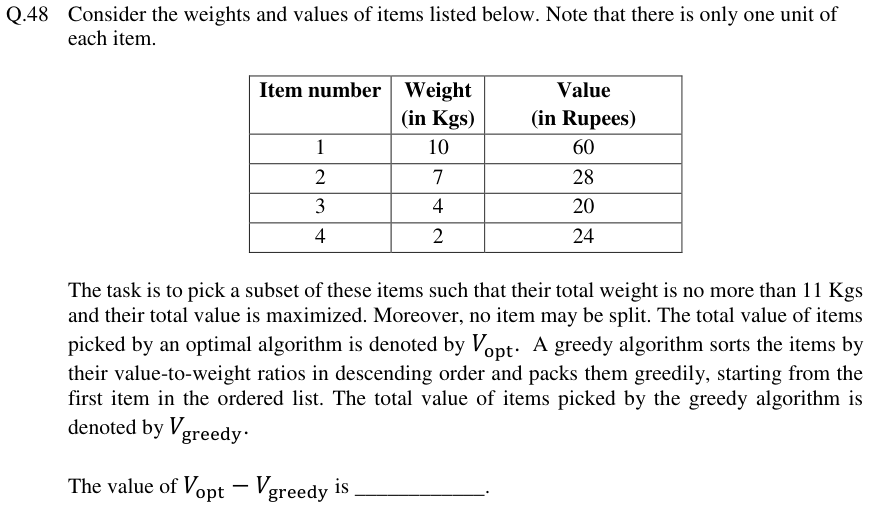 Q.48 Consider the weights and values of items listed below. Note that there is only one unit of
each item.
Item number Weight (in Kgs) Value (in Rupees)
1 10 60
2 7 28
3 4 20
4 2 24
The task is to pick a subset of these items such that their total weight is no more than 11 Kgs
and their total value is maximized. Moreover, no item may be split. The total value of items
picked by an optimal algorithm is denoted by Vopt. A greedy algorithm sorts the items by
their value-to-weight ratios in descending order and packs them greedily, starting from the
first item in the ordered list. The total value of items picked by the greedy algorithm is
denoted by Vgreedy.
The value of Vopt − Vgreedy is ____________.